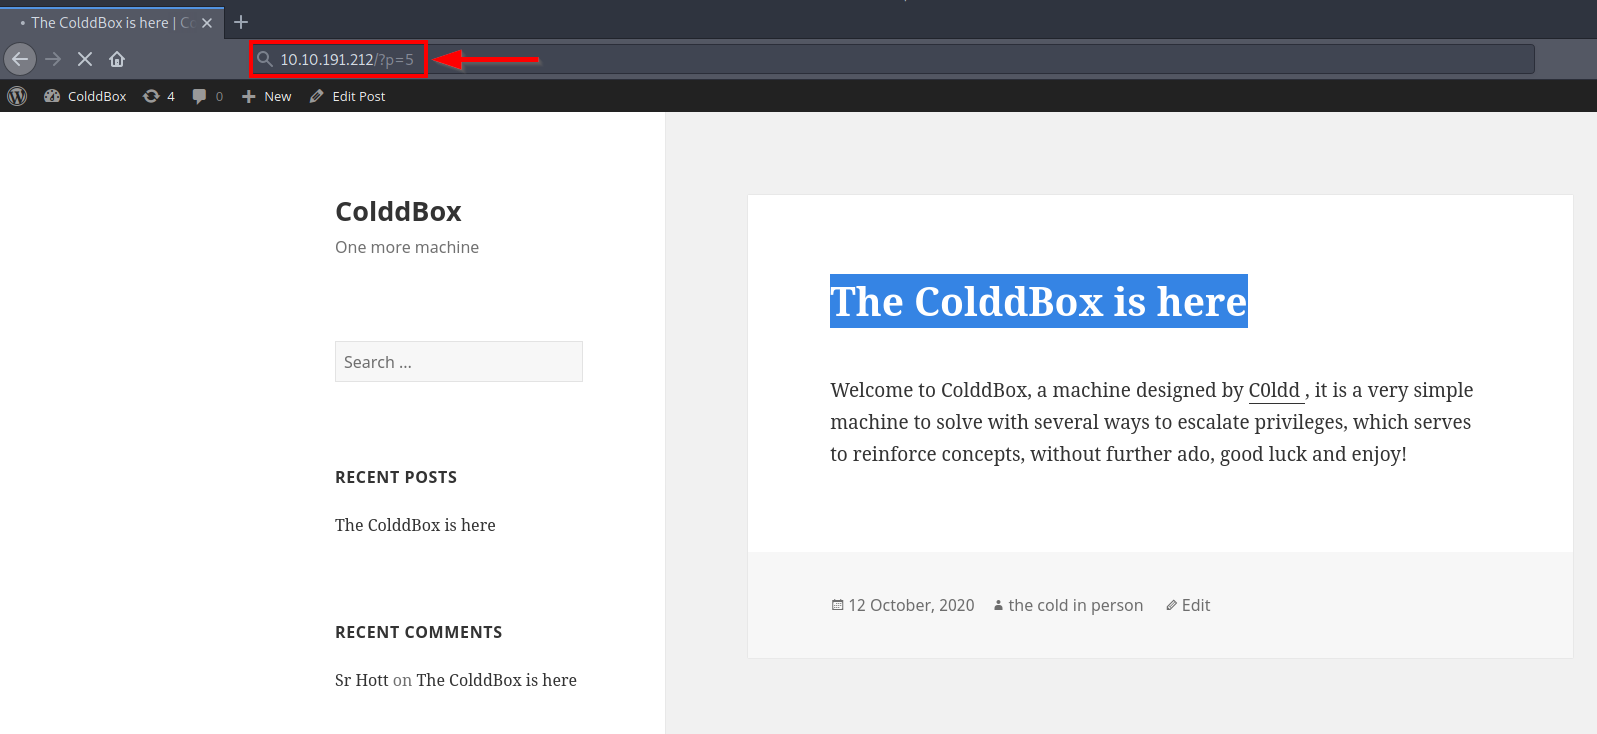 The ColddBox is here | Co
10.10.191.212/?p=5
ColddBox 4 0 New Edit Post
ColddBox
One more machine
Search ...
RECENT POSTS
The ColddBox is here
RECENT COMMENTS
Sr Hott on The ColddBox is here
The ColddBox is here
Welcome to ColddBox, a machine designed by C0ldd , it is a very simple
machine to solve with several ways to escalate privileges, which serves
to reinforce concepts, without further ado, good luck and enjoy!
12 October, 2020 the cold in person Edit